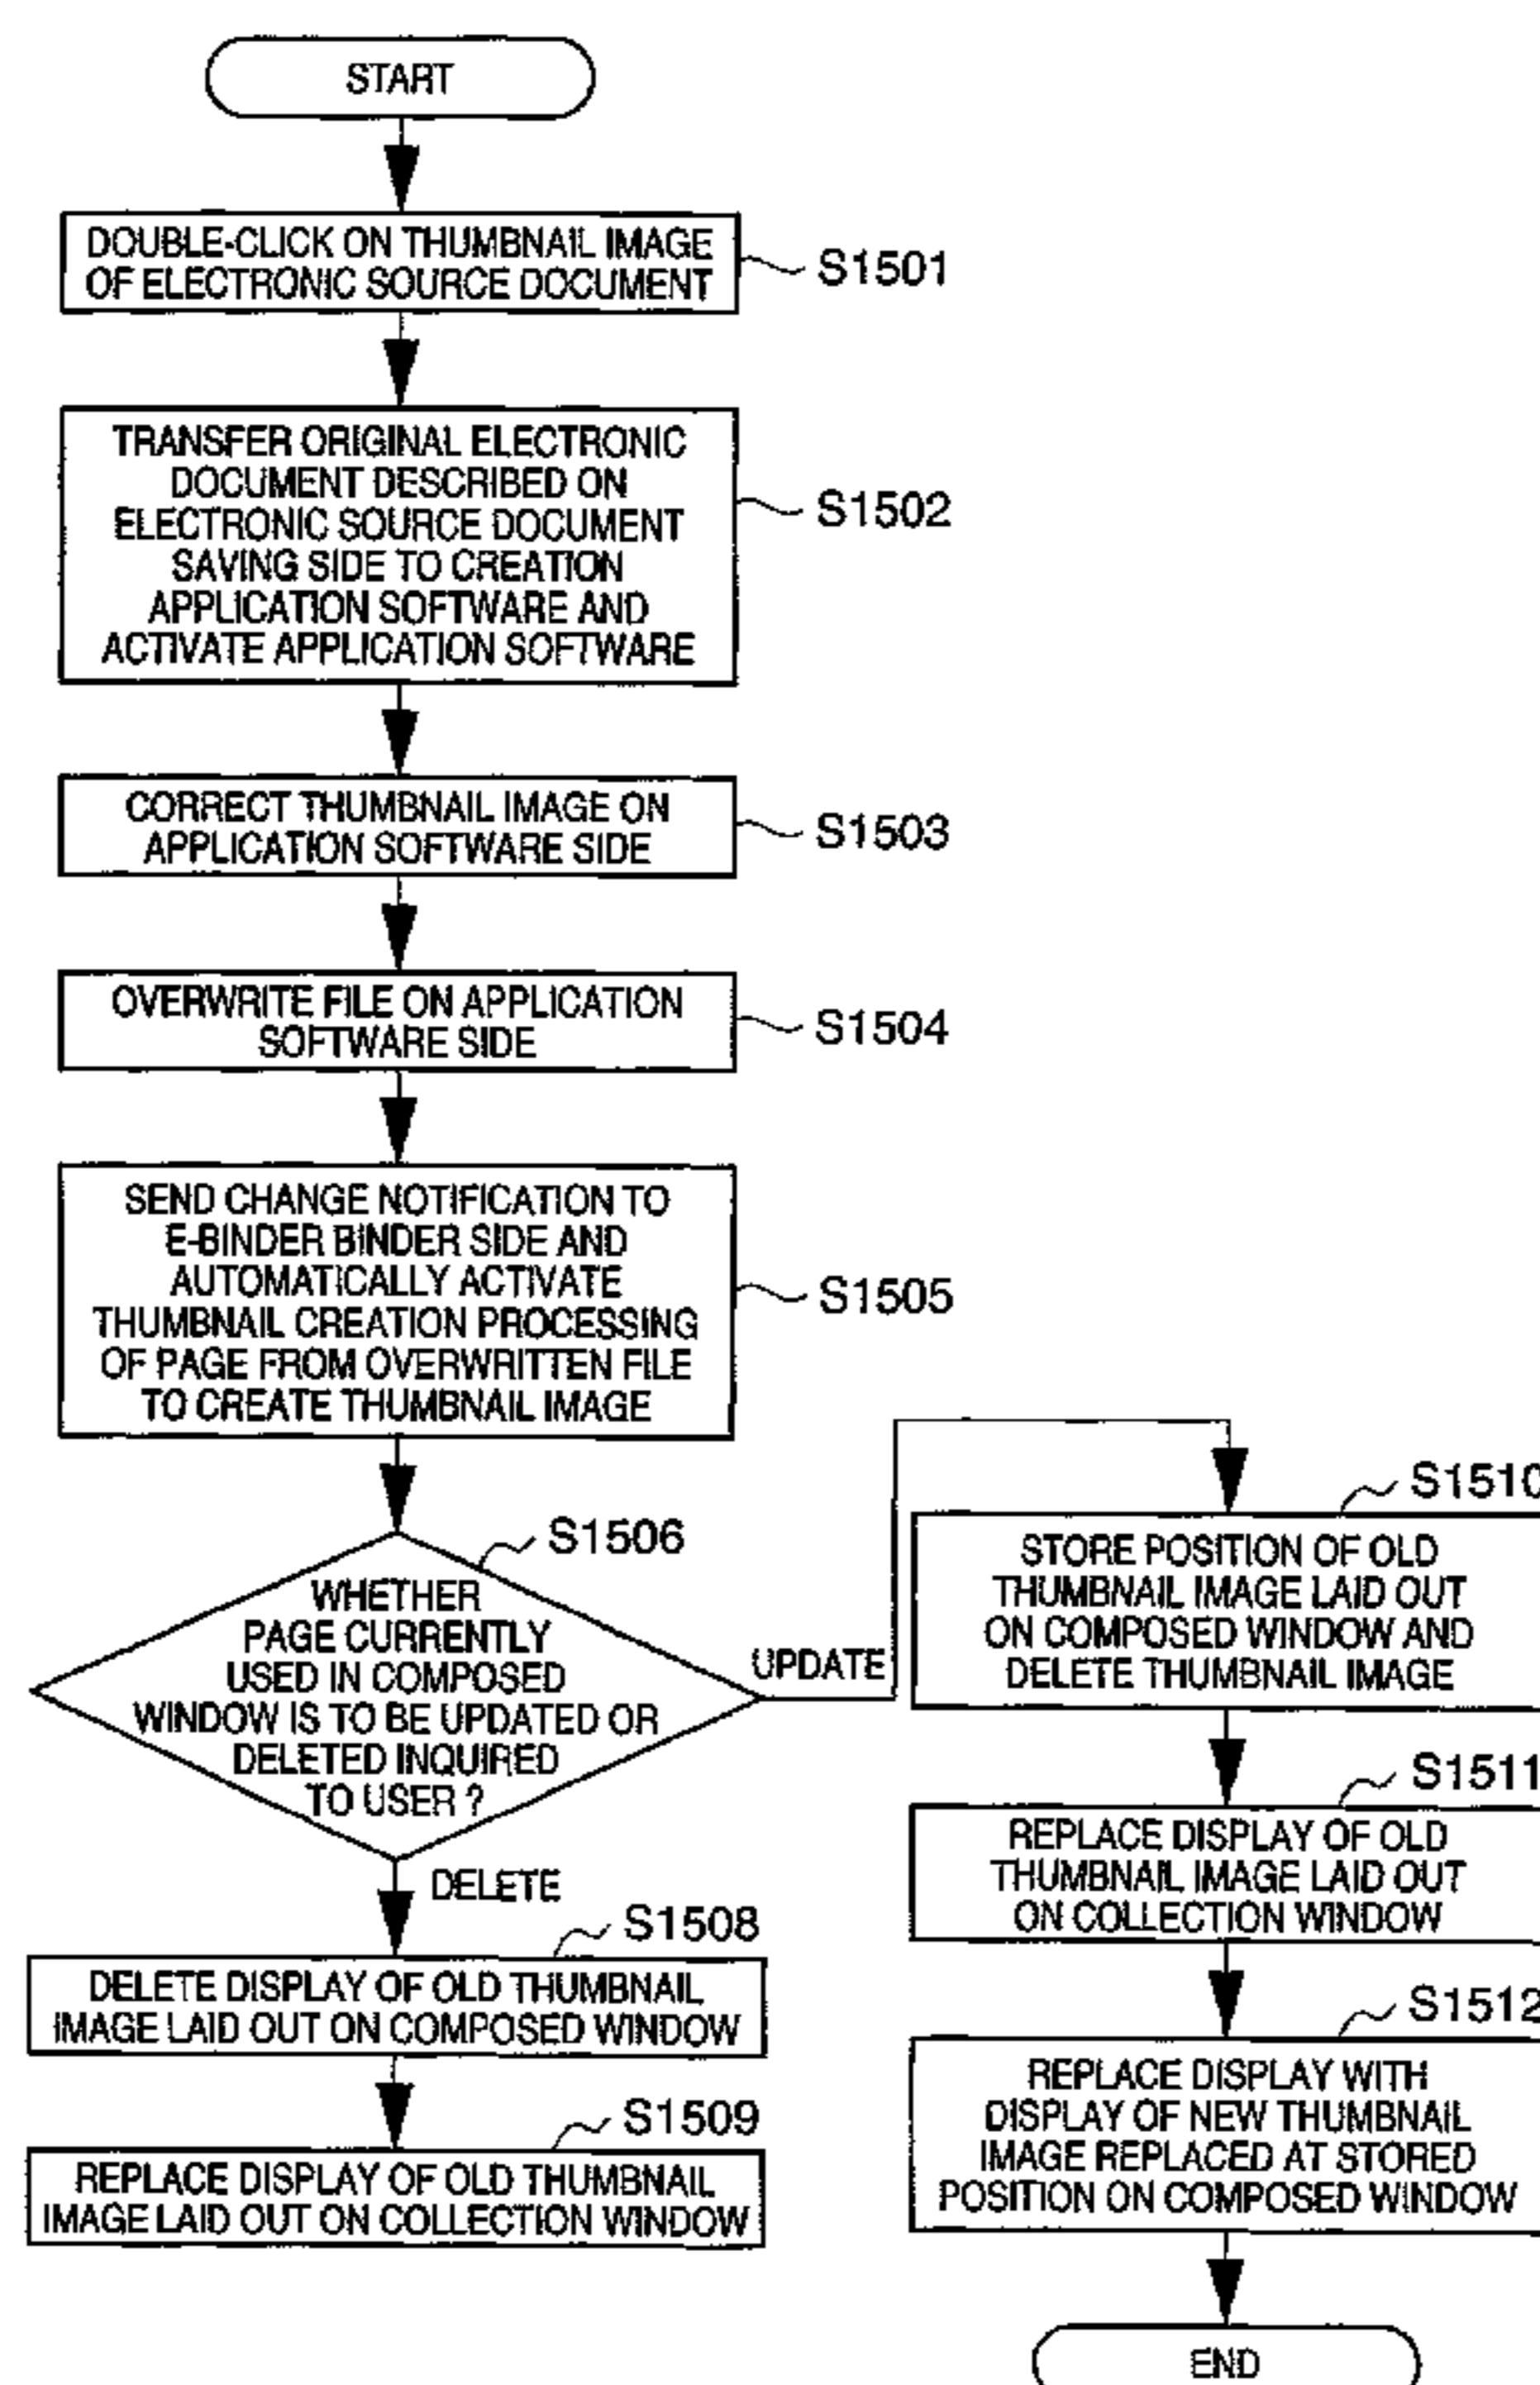 START
DOUBLE-CLICK ON THUMBNAIL IMAGE
OF ELECTRONIC SOURCE DOCUMENT
S1501
TRANSFER ORIGINAL ELECTRONIC
DOCUMENT DESCRIBED ON
ELECTRONIC SOURCE DOCUMENT
SAVING SIDE TO CREATION
APPLICATION SOFTWARE AND
ACTIVATE APPLICATION SOFTWARE
S1502
CORRECT THUMBNAIL IMAGE ON
APPLICATION SOFTWARE SIDE
S1503
OVERWRITE FILE ON APPLICATION
SOFTWARE SIDE
S1504
SEND CHANGE NOTIFICATION TO
E-BINDER BINDER SIDE AND
AUTOMATICALLY ACTIVATE
THUMBNAIL CREATION PROCESSING
OF PAGE FROM OVERWRITTEN FILE
TO CREATE THUMBNAIL IMAGE
S1505
S1506
WHETHER
PAGE CURRENTLY
USED IN COMPOSED
WINDOW IS TO BE UPDATED OR
DELETED INQUIRED
TO USER ?
UPDATE
DELETE
S1508
DELETE DISPLAY OF OLD THUMBNAIL
IMAGE LAID OUT ON COMPOSED WINDOW
S1509
REPLACE DISPLAY OF OLD THUMBNAIL
IMAGE LAID OUT ON COLLECTION WINDOW
S1510
STORE POSITION OF OLD
THUMBNAIL IMAGE LAID OUT
ON COMPOSED WINDOW AND
DELETE THUMBNAIL IMAGE
S1511
REPLACE DISPLAY OF OLD
THUMBNAIL IMAGE LAID OUT
ON COLLECTION WINDOW
S1512
REPLACE DISPLAY WITH
DISPLAY OF NEW THUMBNAIL
IMAGE REPLACED AT STORED
POSITION ON COMPOSED WINDOW
END